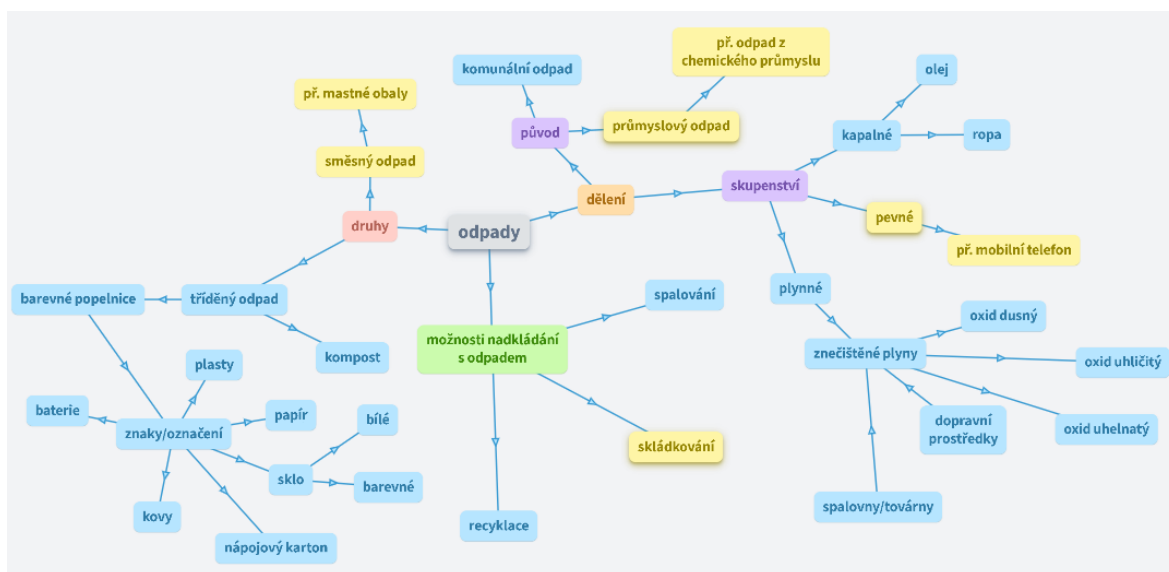 odpady
druhy
směsný odpad
př. mastné obaly
tříděný odpad
kompost
barevné popelnice
znaky/označení
plasty
baterie
papír
sklo
bílé
barevné
kovy
nápojový karton
možnosti nadkládání
s odpadem
spalování
skládkování
recyklace
dělení
původ
komunální odpad
průmyslový odpad
př. odpad z
chemického průmyslu
skupenství
kapalné
olej
ropa
pevné
př. mobilní telefon
plynné
znečištěné plyny
oxid dusný
oxid uhličitý
oxid uhelnatý
dopravní
prostředky
spalovny/továrny